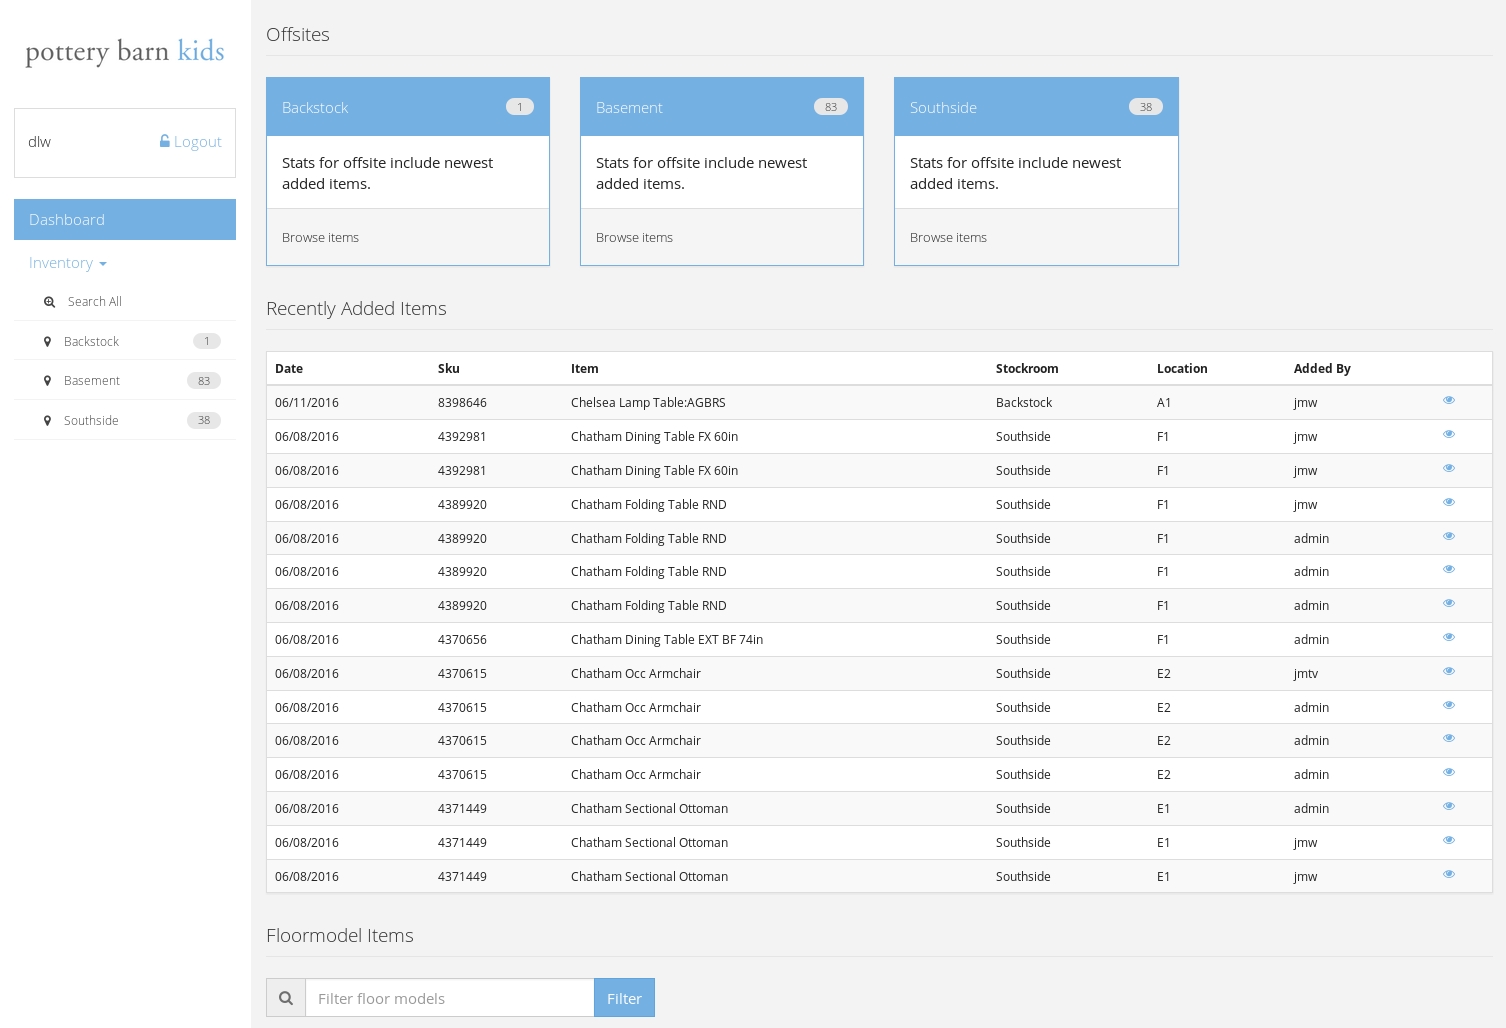 pottery barn kids
dlw Logout
Dashboard
Inventory
Search All
Backstock 1
Basement 83
Southside 38
Offsites
Backstock 1
Stats for offsite include newest
added items.
Browse items
Basement 83
Stats for offsite include newest
added items.
Browse items
Southside 38
Stats for offsite include newest
added items.
Browse items
Recently Added Items
Date Sku Item Stockroom Location Added By
06/11/2016 8398646 Chelsea Lamp Table:AGBRS Backstock A1 jmw
06/08/2016 4392981 Chatham Dining Table FX 60in Southside F1 jmw
06/08/2016 4392981 Chatham Dining Table FX 60in Southside F1 jmw
06/08/2016 4389920 Chatham Folding Table RND Southside F1 jmw
06/08/2016 4389920 Chatham Folding Table RND Southside F1 admin
06/08/2016 4389920 Chatham Folding Table RND Southside F1 admin
06/08/2016 4389920 Chatham Folding Table RND Southside F1 admin
06/08/2016 4370656 Chatham Dining Table EXT BF 74in Southside F1 admin
06/08/2016 4370615 Chatham Occ Armchair Southside E2 jmtv
06/08/2016 4370615 Chatham Occ Armchair Southside E2 admin
06/08/2016 4370615 Chatham Occ Armchair Southside E2 admin
06/08/2016 4370615 Chatham Occ Armchair Southside E2 admin
06/08/2016 4371449 Chatham Sectional Ottoman Southside E1 admin
06/08/2016 4371449 Chatham Sectional Ottoman Southside E1 jmw
06/08/2016 4371449 Chatham Sectional Ottoman Southside E1 jmw
Floormodel Items
Filter floor models Filter